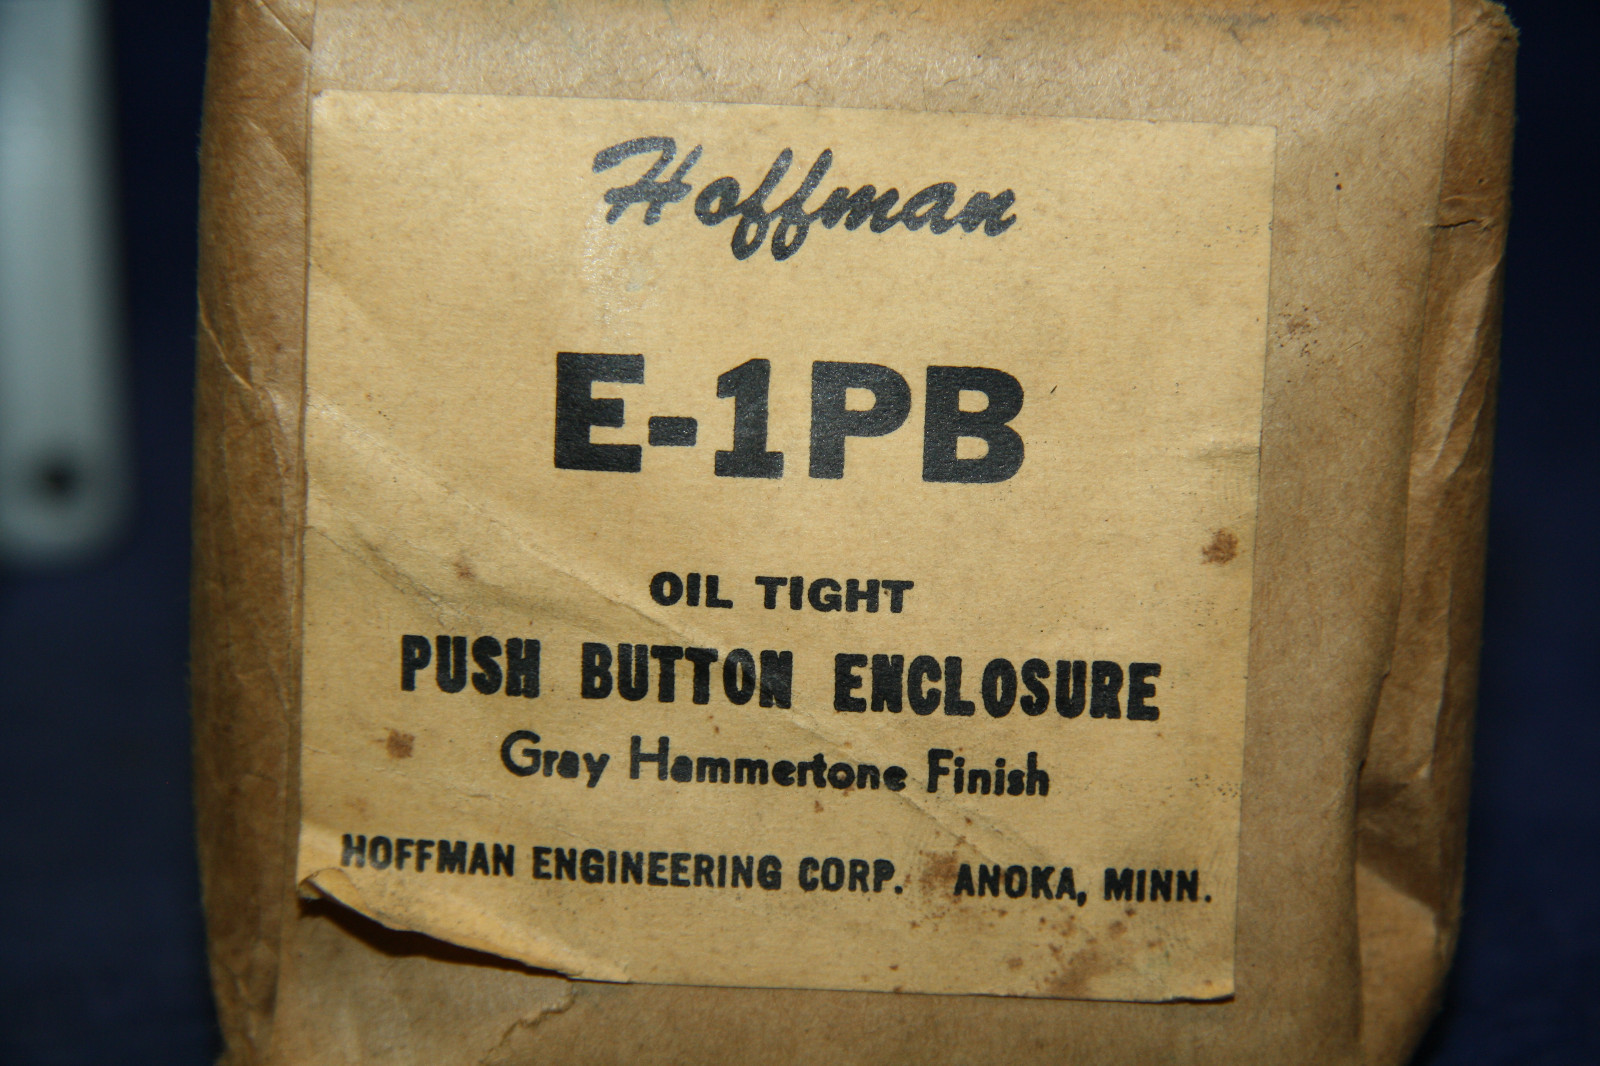 Hoffman
E-1PB
OIL TIGHT
PUSH BUTTON ENCLOSURE
Gray Hammertone Finish
HOFFMAN ENGINEERING CORP. ANOKA, MINN.